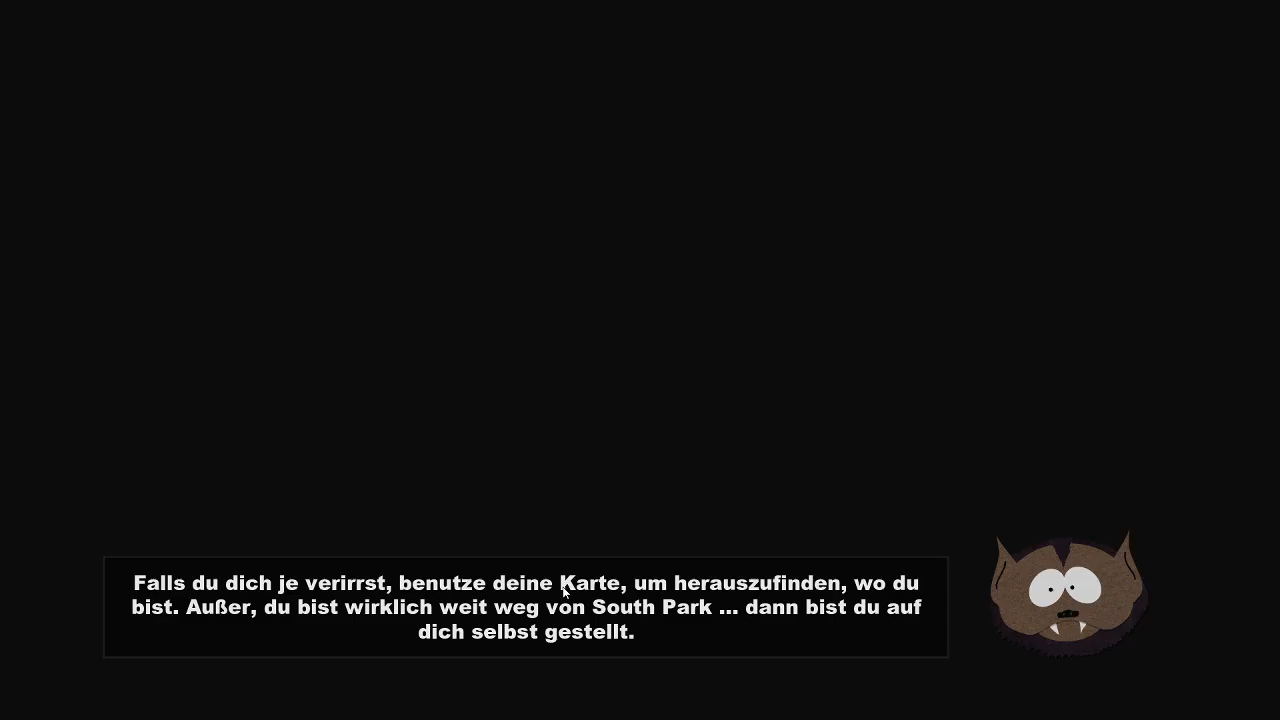 Falls du dich je verirrst, benutze deine Karte, um herauszufinden, wo du
bist. Außer, du bist wirklich weit weg von South Park ... dann bist du auf
dich selbst gestellt.